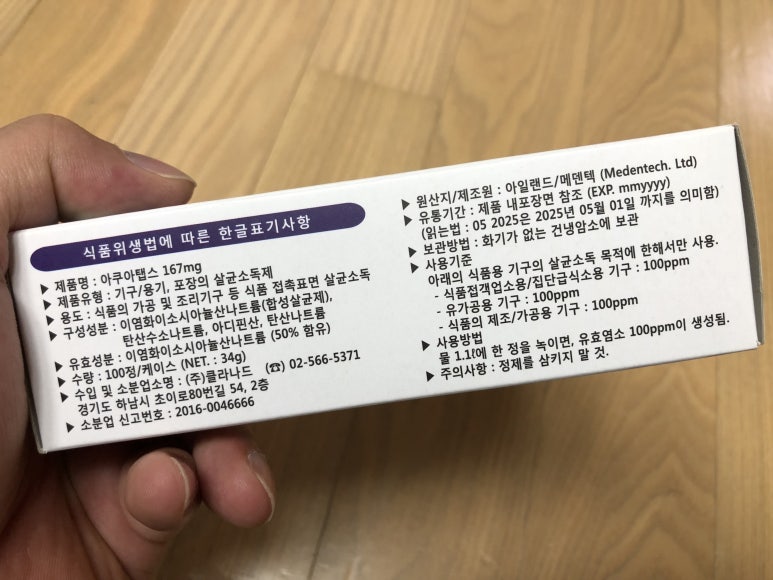 식품위생법에 따른 한글표기사항
▶ 제품명 : 아쿠아탭스 167mg
▶ 제품유형 : 기구/용기, 포장의 살균소독제
▶ 용도 : 식품의 가공 및 조리기구 등 식품 접촉표면 살균소독
▶ 구성성분 : 이염화이소시아뉼산나트륨(합성살균제),
탄산수소나트륨, 아디핀산, 탄산나트륨
▶ 유효성분 : 이염화이소시아뉼산나트륨 (50% 함유)
▶ 수량 : 100정/케이스 (NET. : 34g)
▶ 수입 및 소분업소명 : (주)클라나드 (☎) 02-566-5371
경기도 하남시 초이로80번길 54, 2층
▶ 소분업 신고번호 : 2016-0046666
▶ 원산지/제조원 : 아일랜드/메덴텍 (Medentech. Ltd)
▶ 유통기간 : 제품 내포장면 참조 (EXP. mmyyyy)
(읽는법 : 05 2025은 2025년 05월 01일 까지를 의미함)
▶ 보관방법 : 화기가 없는 건냉암소에 보관
▶ 사용기준
아래의 식품용 기구의 살균소독 목적에 한해서만 사용.
- 식품접객업소용/집단급식소용 기구 : 100ppm
- 유가공용 기구 : 100ppm
- 식품의 제조/가공용 기구 : 100ppm
▶ 사용방법
물 1.1ℓ에 한 정을 녹이면, 유효염소 100ppm이 생성됨.
▶ 주의사항 : 정제를 삼키지 말 것.